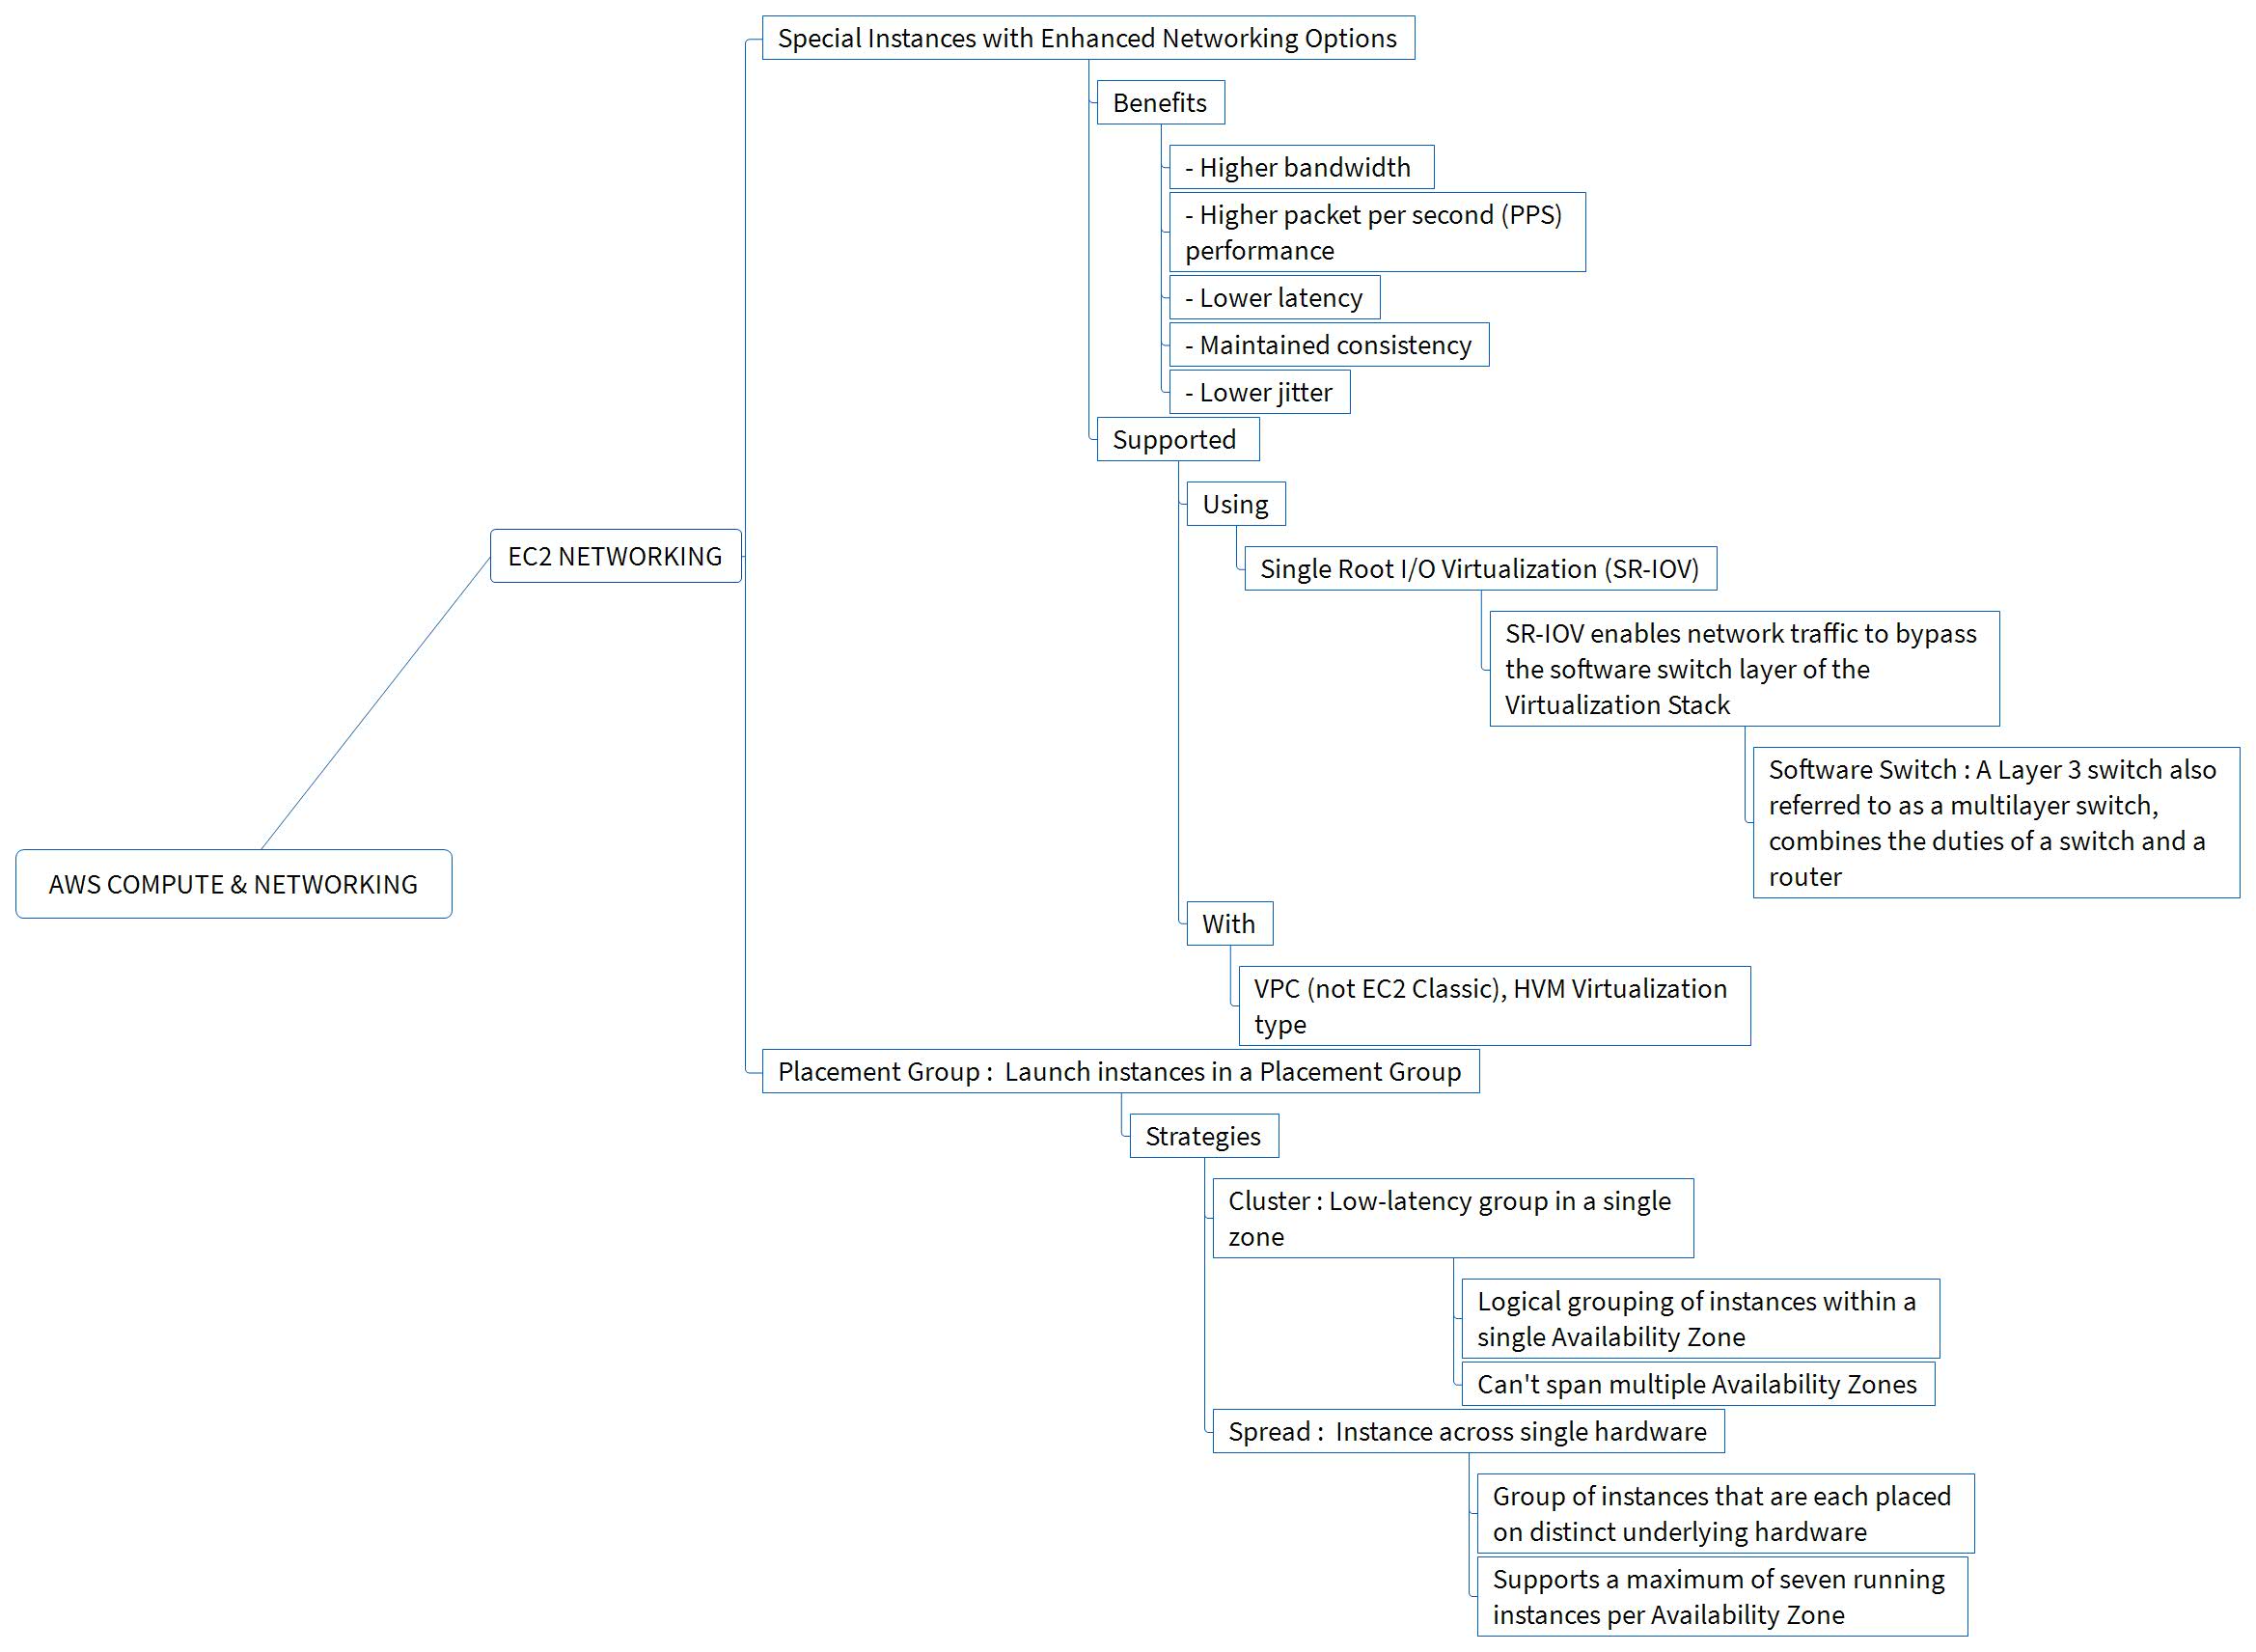 Special Instances with Enhanced Networking Options
Benefits
- Higher bandwidth
- Higher packet per second (PPS)
performance
- Lower latency
- Maintained consistency
- Lower jitter
Supported
Using
EC2 NETWORKING
Single Root I/O Virtualization (SR-IOV)
SR-IOV enables network traffic to bypass
the software switch layer of the
Virtualization Stack
Software Switch : A Layer 3 switch also
referred to as a multilayer switch,
combines the duties of a switch and a
router
AWS COMPUTE & NETWORKING
With
VPC (not EC2 Classic), HVM Virtualization
type
Placement Group :  Launch instances in a Placement Group
Strategies
Cluster : Low-latency group in a single
zone
Logical grouping of instances within a
single Availability Zone
Can't span multiple Availability Zones
Spread :  Instance across single hardware
Group of instances that are each placed
on distinct underlying hardware
Supports a maximum of seven running
instances per Availability Zone